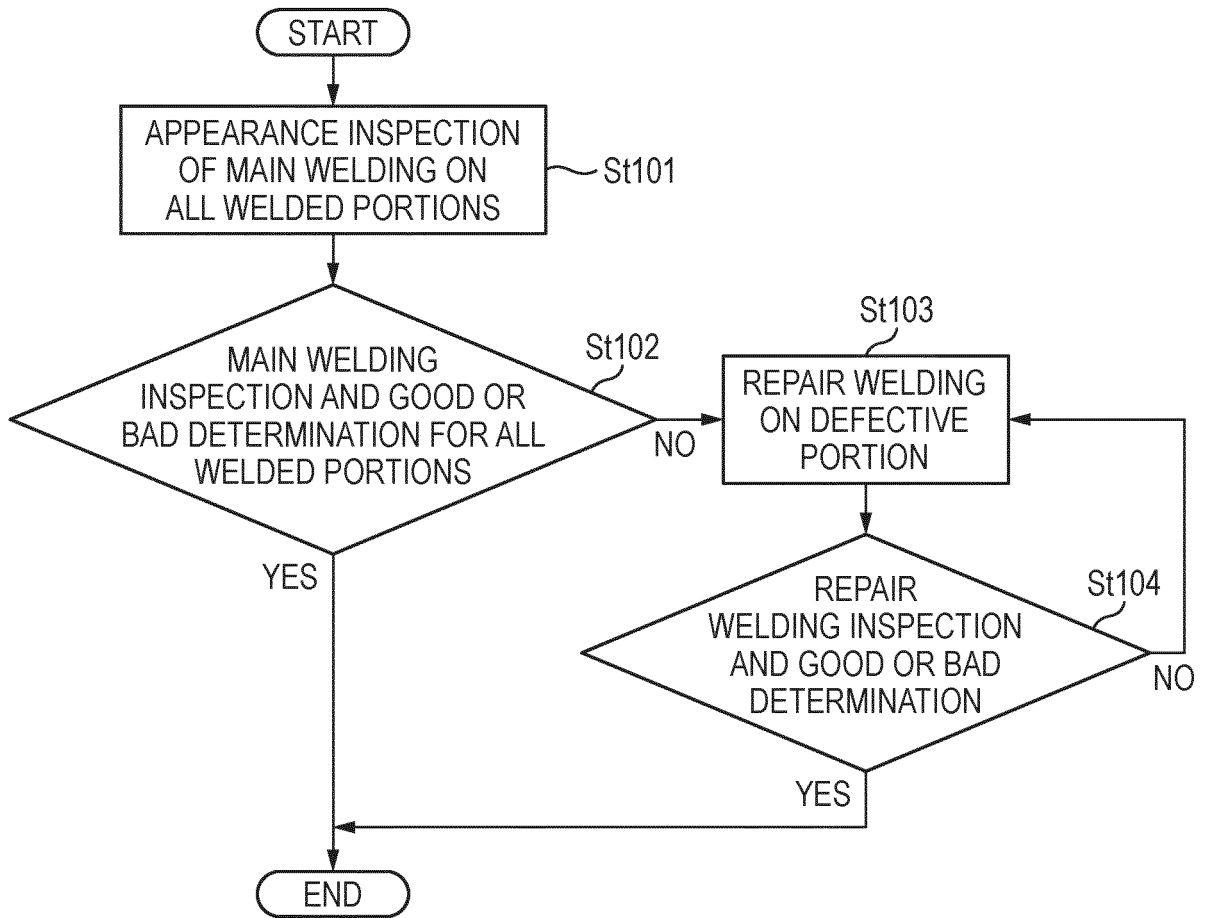 START
APPEARANCE INSPECTION
OF MAIN WELDING ON
ALL WELDED PORTIONS
St101
MAIN WELDING
INSPECTION AND GOOD OR
BAD DETERMINATION FOR ALL
WELDED PORTIONS
St102
NO
YES
St103
REPAIR WELDING
ON DEFECTIVE
PORTION
REPAIR
WELDING INSPECTION
AND GOOD OR BAD
DETERMINATION
St104
NO
YES
END